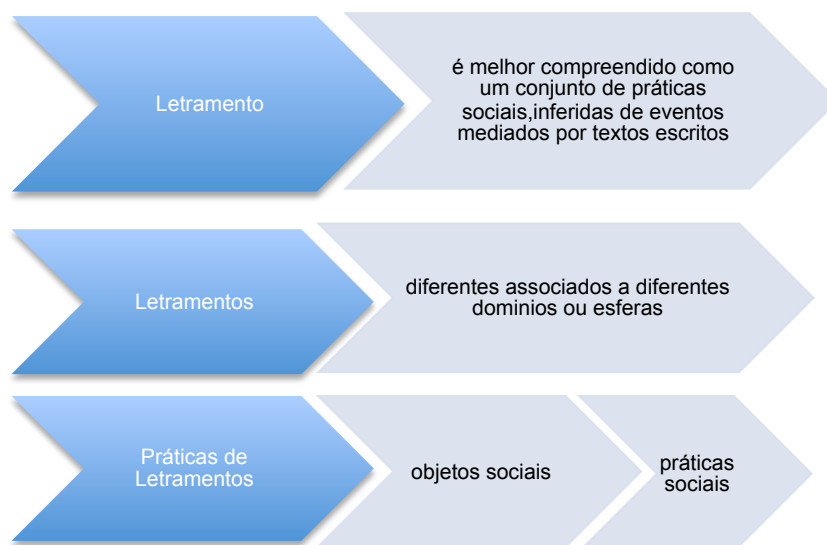 Letramento
é melhor compreendido como
um conjunto de práticas
sociais,inferidas de eventos
mediados por textos escritos
Letramentos
diferentes associados a diferentes
dominios ou esferas
Práticas de
Letramentos
objetos sociais
práticas
sociais